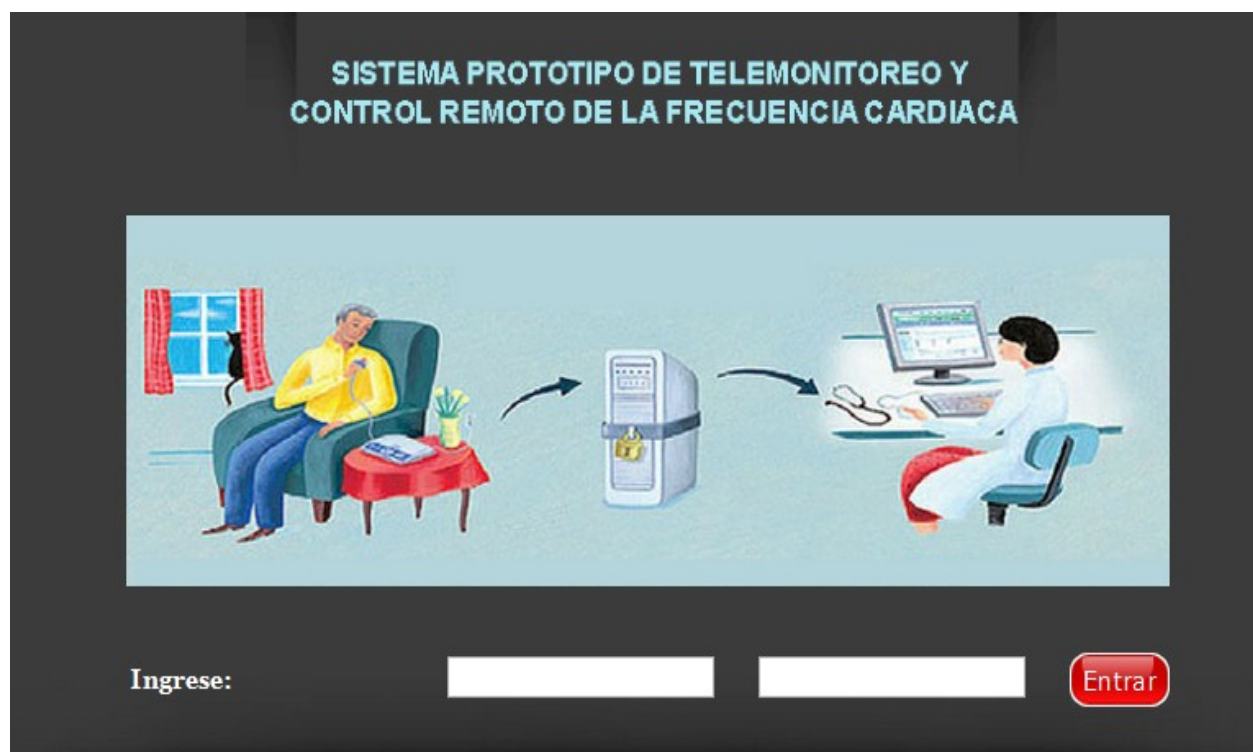 SISTEMA PROTOTIPO DE TELEMONITOREO Y
CONTROL REMOTO DE LA FRECUENCIA CARDIACA
Ingrese:
Entrar